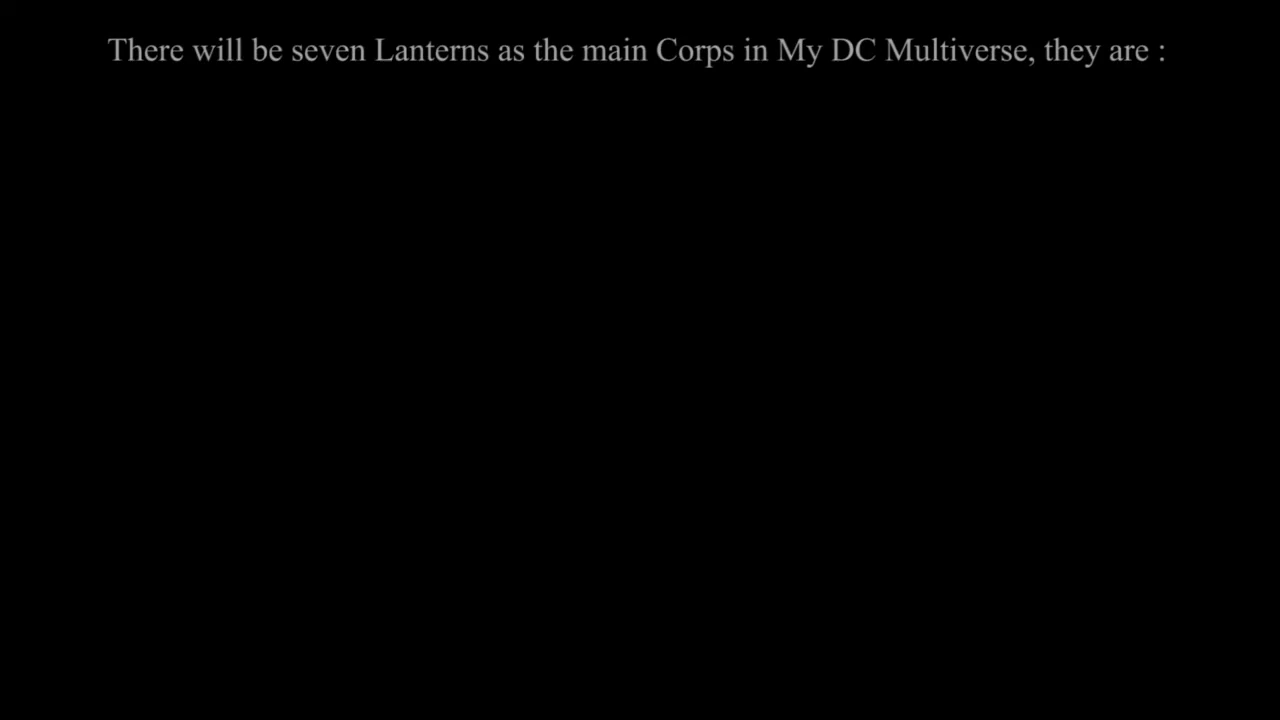 There will be seven Lanterns as the main Corps in My DC Multiverse, they are :